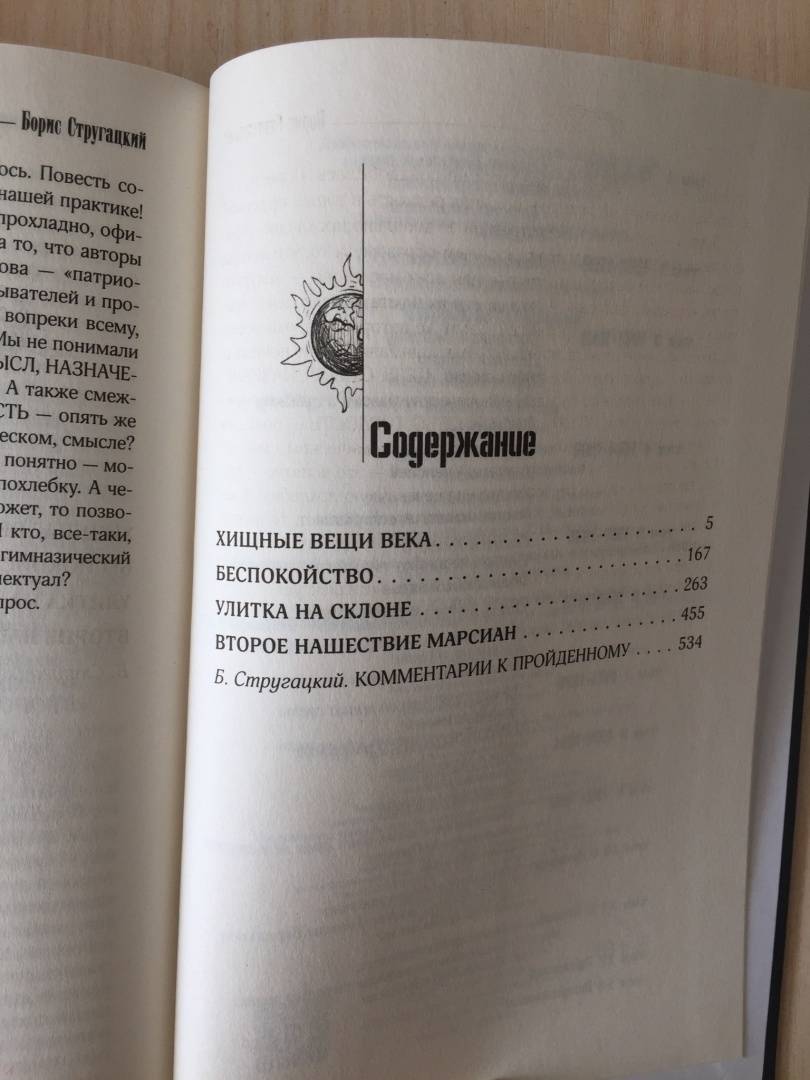 — Борис Стругацкий
ось. Повесть со-
нашей практике!
прохладно, офи-
а то, что авторы
ова — «патрио-
ывателей и про-
вопреки всему,
Мы не понимали
ЫСЛ, НАЗНАЧЕ-
А также смеж-
СТЬ — опять же
еском, смысле?
понятно — мо-
похлебку. А че-
ожет, то позво-
кто, все-таки,
гимназический
лектуал?
прос.
Содержание
ХИЩНЫЕ ВЕЩИ ВЕКА . . . . . . . . . . . . . . . . . . . . 5
БЕСПОКОЙСТВО . . . . . . . . . . . . . . . . . . . . . . . 167
УЛИТКА НА СКЛОНЕ . . . . . . . . . . . . . . . . . . . . 263
ВТОРОЕ НАШЕСТВИЕ МАРСИАН . . . . . . . . . . . . 455
Б. Стругацкий. КОММЕНТАРИИ К ПРОЙДЕННОМУ . . . . 534